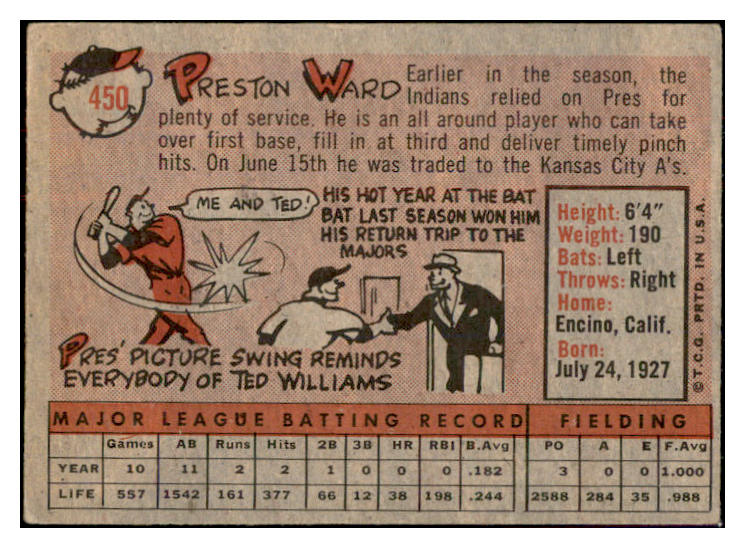 450
PRESTON WARD
Earlier in the season, the
Indians relied on Pres for
plenty of service. He is an all around player who can take
over first base, fill in at third and deliver timely pinch
hits. On June 15th he was traded to the Kansas City A's.
ME AND TED!
HIS HOT YEAR AT THE BAT
BAT LAST SEASON WON HIM
HIS RETURN TRIP TO THE
MAJORS
PRES' PICTURE SWING REMINDS
EVERYBODY OF TED WILLIAMS
Height: 6'4"
Weight: 190
Bats: Left
Throws: Right
Home:
Encino, Calif.
Born:
July 24, 1927
© T.C.G. PRTD. IN U.S.A.
MAJOR LEAGUE BATTING RECORD FIELDING
Games AB Runs Hits 2B 3B HR RBI B.Avg PO A E F.Avg
YEAR 10 11 2 2 1 0 0 0 .182 3 0 0 1.000
LIFE 557 1542 161 377 66 12 38 198 .244 2588 284 35 .988